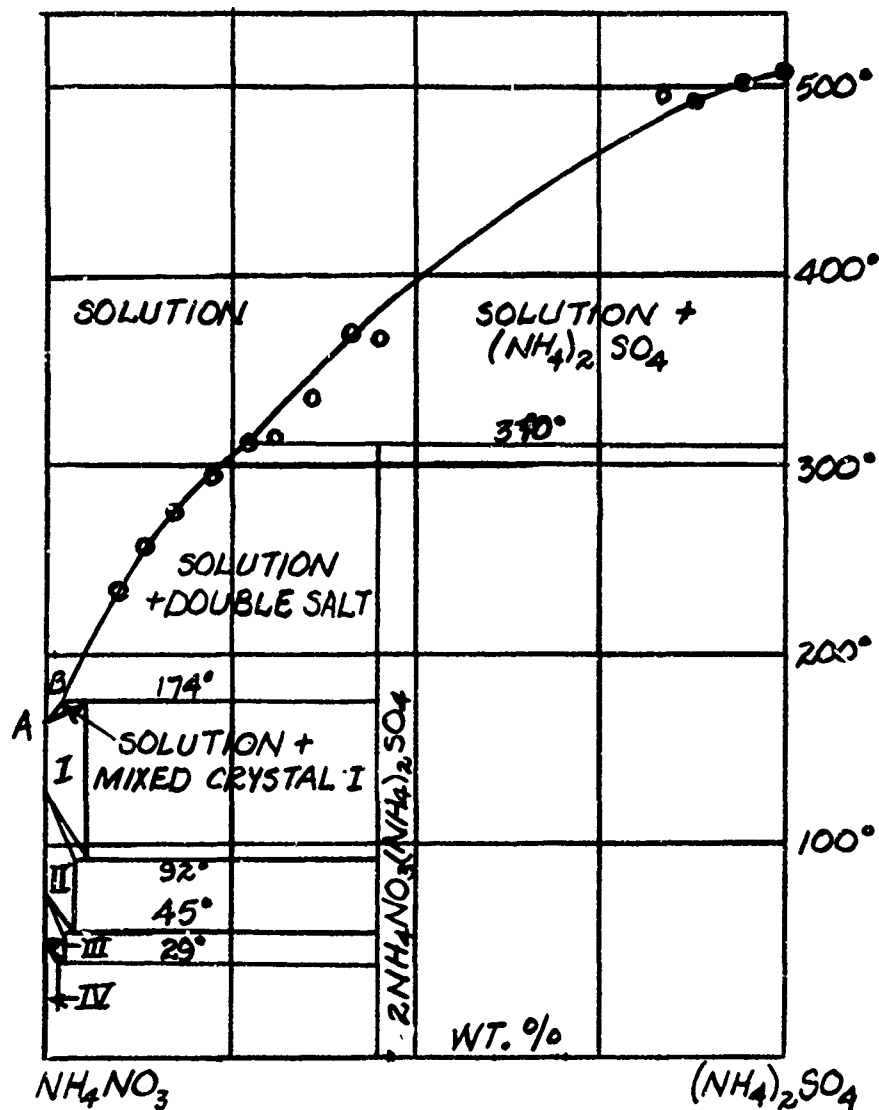 500°
400°
SOLUTION
SOLUTION +
(NH4)2 SO4
300°
SOLUTION
+DOUBLE SALT
200°
B
174°
A
SOLUTION +
MIXED CRYSTAL I
I
100°
92°
II
45°
29°
III
IV
2NH4NO3(NH4)2SO4
WT. %
NH4NO3
(NH4)2SO4